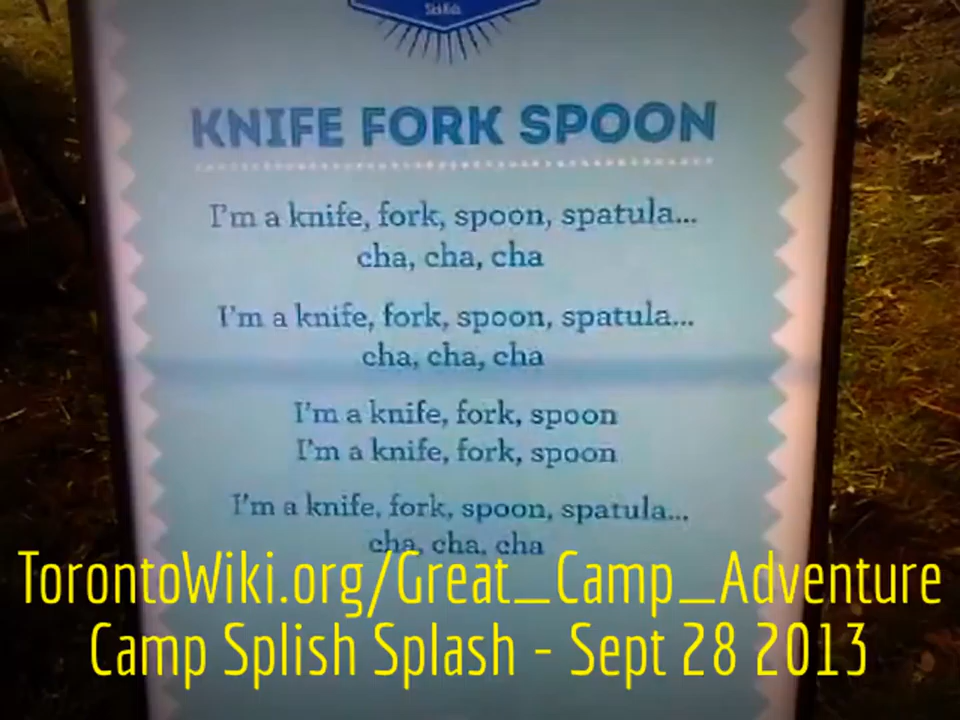 SickKids
KNIFE FORK SPOON
I'm a knife, fork, spoon, spatula...
cha, cha, cha
I'm a knife, fork, spoon, spatula...
cha, cha, cha
I'm a knife, fork, spoon
I'm a knife, fork, spoon
I'm a knife, fork, spoon, spatula...
cha, cha, cha
TorontoWiki.org/Great_Camp_Adventure
Camp Splish Splash - Sept 28 2013